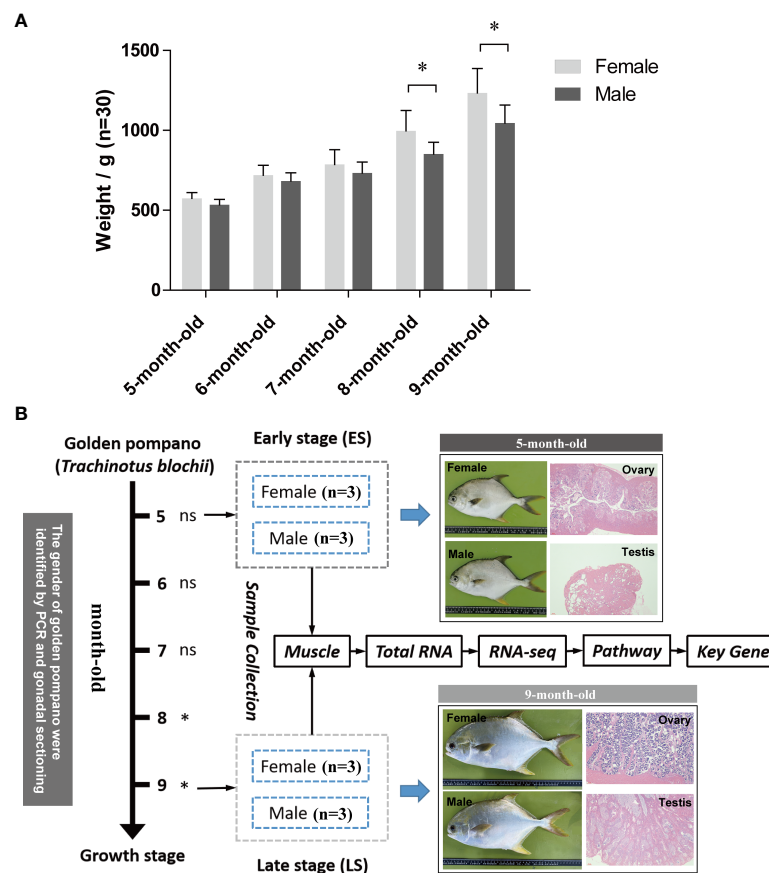 A
Weight / g (n=30)
1500
1000
500
0
*
*
Female
Male
5-month-old
6-month-old
7-month-old
8-month-old
9-month-old
B
Golden pompano
(Trachinotus blochii)
The gender of golden pompano were
identified by PCR and gonadal sectioning
month-old
5 ns
6 ns
7 ns
8 *
9 *
Growth stage
Early stage (ES)
Female (n=3)
Male (n=3)
Sample Collection
5-month-old
Female
Ovary
Male
Testis
Muscle
Total RNA
RNA-seq
Pathway
Key Gene
Female (n=3)
Male (n=3)
Late stage (LS)
9-month-old
Female
Ovary
Male
Testis